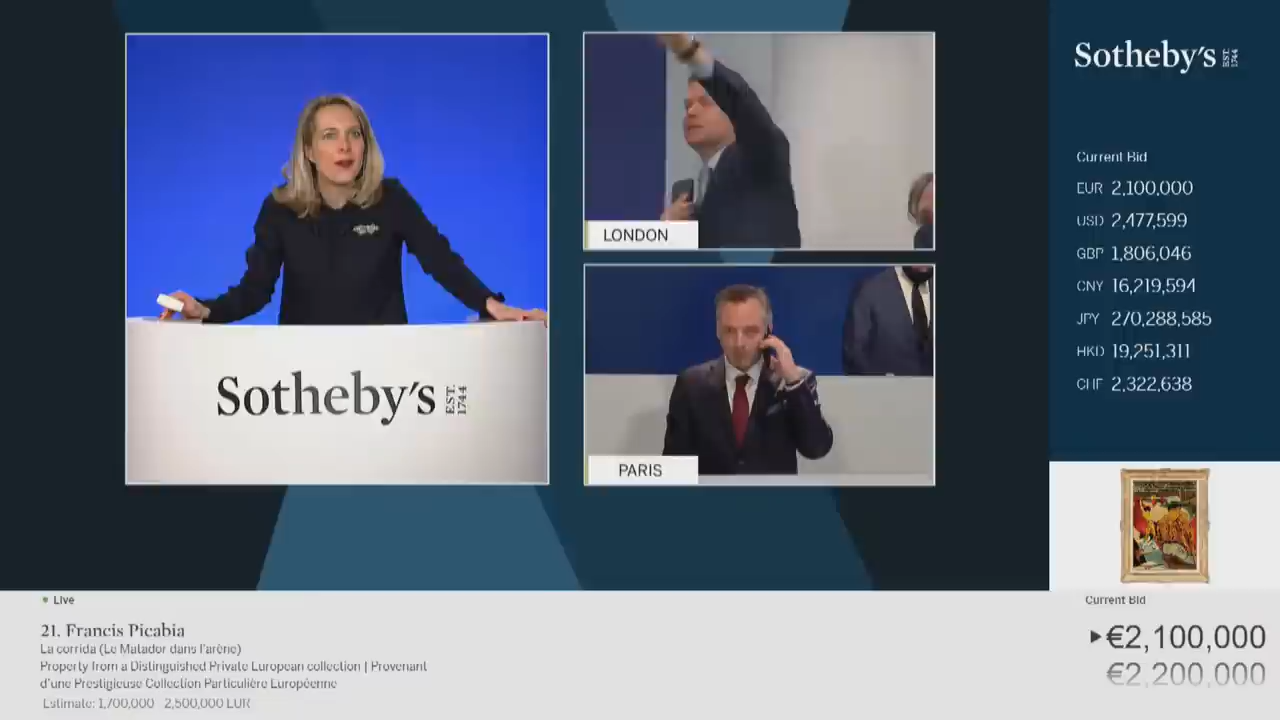 Sotheby's EST. 1744
LONDON
PARIS
Sotheby's EST. 1744
Current Bid
EUR 2,100,000
USD 2,477,599
GBP 1,806,046
CNY 16,219,594
JPY 270,288,585
HKD 19,251,311
CHF 2,322,638
Live
21. Francis Picabia
La corrida (Le Matador dans l'arène)
Property from a Distinguished Private European collection | Provenant
d'une Prestigieuse Collection Particulière Européenne
Estimate: 1,700,000 - 2,500,000 EUR
Current Bid
€2,100,000
€2,200,000